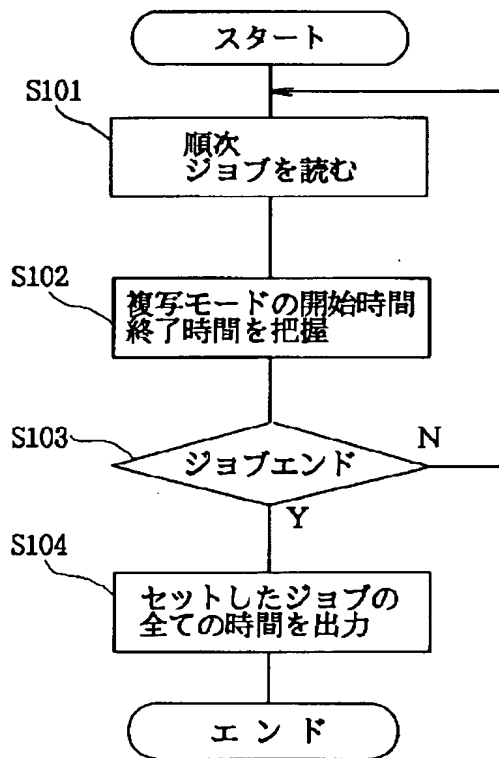 スタート
S101
順次
ジョブを読む
S102
複写モードの開始時間
終了時間を把握
S103
ジョブエンド
N
Y
S104
セットしたジョブの
全ての時間を出力
エンド